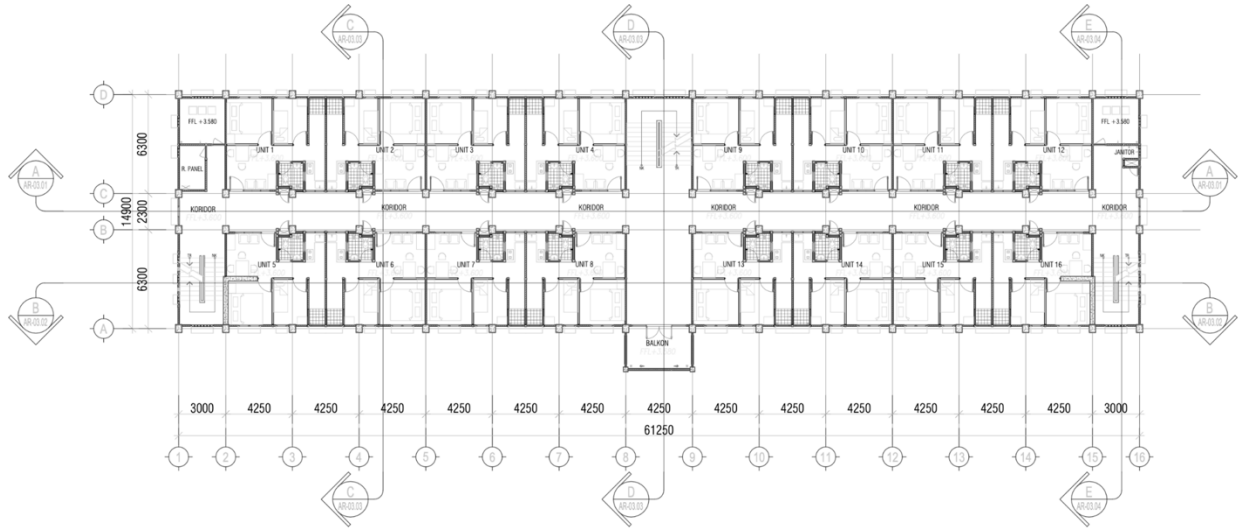 C
AR-03.03
D
AR-03.03
E
AR-03.04
D
FFL +3.580
UNIT 1
UNIT 2
UNIT 3
UNIT 4
UNIT 9
UNIT 10
UNIT 11
UNIT 12
FFL +3.580
6300
R. PANEL
JANITOR
A
AR-03.01
A
AR-03.01
C
KORIDOR
KORIDOR
KORIDOR
KORIDOR
KORIDOR
KORIDOR
14900
2300
B
UNIT 5
UNIT 6
UNIT 7
UNIT 8
UNIT 13
UNIT 14
UNIT 15
UNIT 16
6300
B
AR-03.02
B
AR-03.02
A
BALKON
3000
4250
4250
4250
4250
4250
4250
4250
4250
4250
4250
4250
4250
4250
3000
61250
1
2
3
4
5
6
7
8
9
10
11
12
13
14
15
16
C
AR-03.03
D
AR-03.03
E
AR-03.04